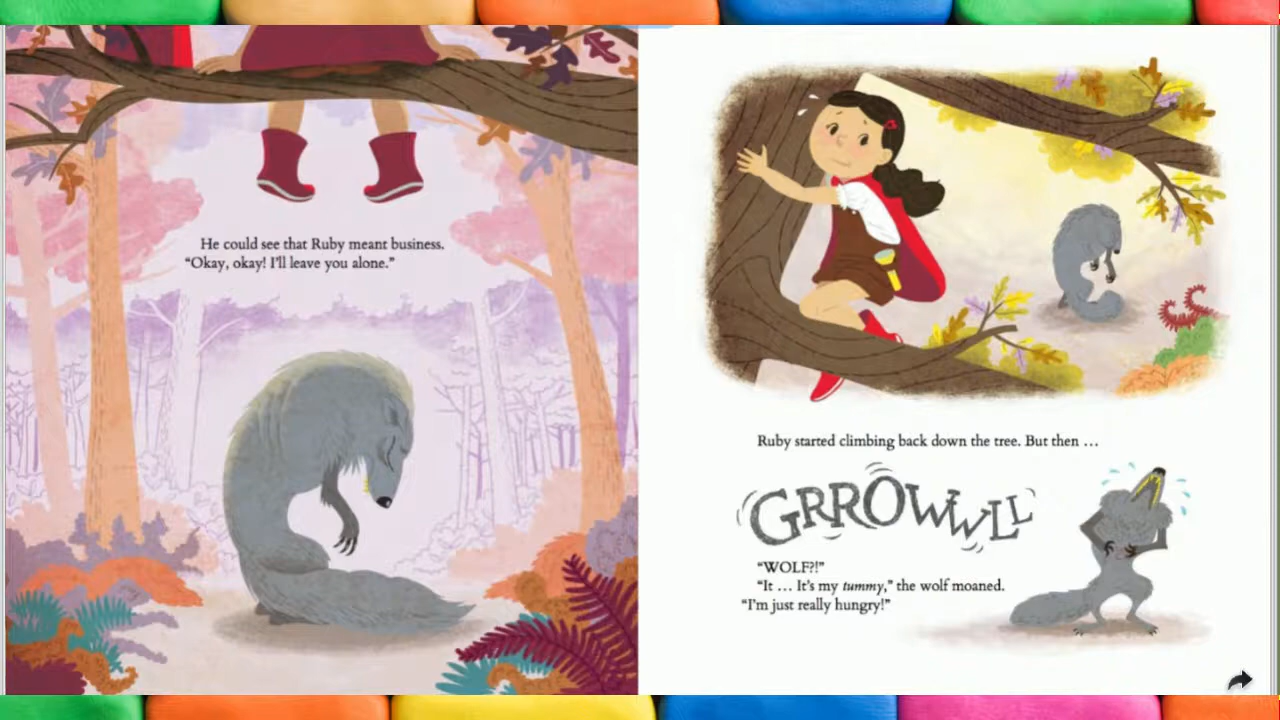 He could see that Ruby meant business.
“Okay, okay! I’ll leave you alone.”
Ruby started climbing back down the tree. But then …
GRROWWLL
“WOLF?!”
“It … It’s my tummy,” the wolf moaned.
“I’m just really hungry!”